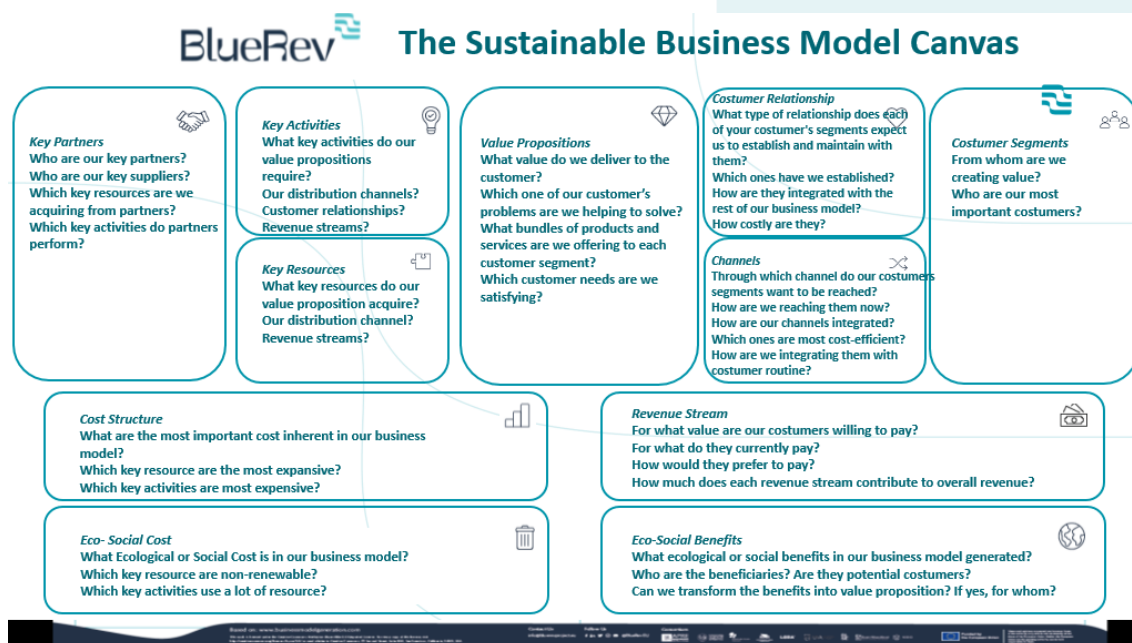 BlueRev
The Sustainable Business Model Canvas
Key Partners
Who are our key partners?
Who are our key suppliers?
Which key resources are we
acquiring from partners?
Which key activities do partners
perform?
Key Activities
What key activities do our
value propositions
require?
Our distribution channels?
Customer relationships?
Revenue streams?
Key Resources
What key resources do our
value proposition acquire?
Our distribution channel?
Revenue streams?
Value Propositions
What value do we deliver to the
customer?
Which one of our customer's
problems are we helping to solve?
What bundles of products and
services are we offering to each
customer segment?
Which customer needs are we
satisfying?
Costumer Relationship
What type of relationship does each
of your costumer's segments expect
us to establish and maintain with
them?
Which ones have we established?
How are they integrated with the
rest of our business model?
How costly are they?
Channels
Through which channel do our costumers
segments want to be reached?
How are we reaching them now?
How are our channels integrated?
Which ones are most cost-efficient?
How are we integrating them with
costumer routine?
Costumer Segments
From whom are we
creating value?
Who are our most
important costumers?
Cost Structure
What are the most important cost inherent in our business
model?
Which key resource are the most expansive?
Which key activities are most expensive?
Revenue Stream
For what value are our costumers willing to pay?
For what do they currently pay?
How would they prefer to pay?
How much does each revenue stream contribute to overall revenue?
Eco- Social Cost
What Ecological or Social Cost is in our business model?
Which key resource are non-renewable?
Which key activities use a lot of resource?
Eco-Social Benefits
What ecological or social benefits in our business model generated?
Who are the beneficiaries? Are they potential costumers?
Can we transform the benefits into value proposition? If yes, for whom?
Based on: www.businessmodelgeneration.com